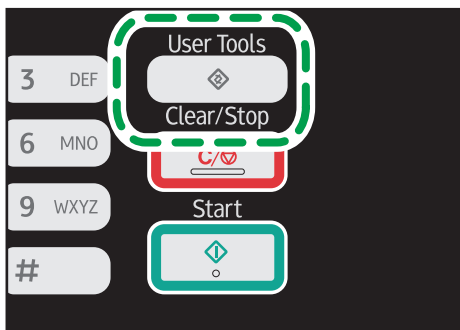 User Tools
3 DEF
Clear/Stop
6 MNO
C/
9 WXYZ
Start
#